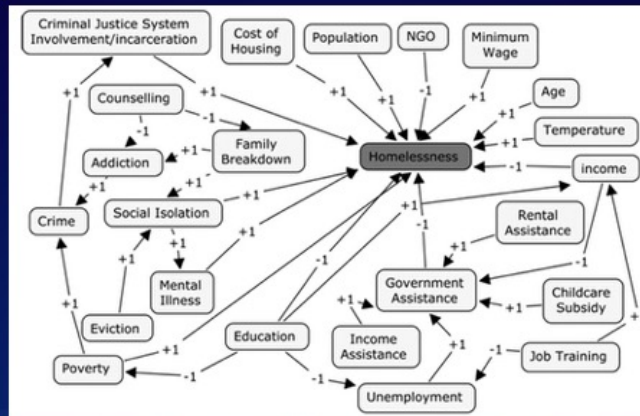 Criminal Justice System
Involvement/incarceration
Cost of
Housing
Population
NGO
Minimum
Wage
+1
Counselling
+1
+1
+1
-1
+1
Age
-1
-1
+1
Temperature
+1
Addiction
+1
Family
Breakdown
Homelessness
-1
income
+1
+1
Crime
Social Isolation
+1
+1
+1
-1
Rental
Assistance
+1
+1
-1
+1
Mental
Illness
-1
Government
Assistance
Childcare
Subsidy
+1
+1
+1
Eviction
Education
Income
Assistance
+1
Poverty
+1
-1
-1
Unemployment
-1
Job Training